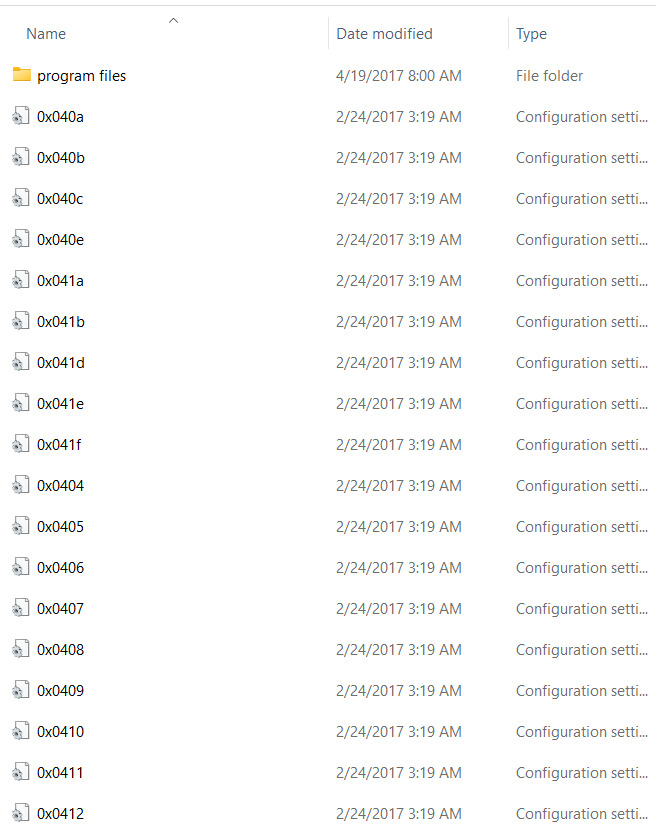 Name Date modified Type
program files 4/19/2017 8:00 AM File folder
0x040a 2/24/2017 3:19 AM Configuration setti...
0x040b 2/24/2017 3:19 AM Configuration setti...
0x040c 2/24/2017 3:19 AM Configuration setti...
0x040e 2/24/2017 3:19 AM Configuration setti...
0x041a 2/24/2017 3:19 AM Configuration setti...
0x041b 2/24/2017 3:19 AM Configuration setti...
0x041d 2/24/2017 3:19 AM Configuration setti...
0x041e 2/24/2017 3:19 AM Configuration setti...
0x041f 2/24/2017 3:19 AM Configuration setti...
0x0404 2/24/2017 3:19 AM Configuration setti...
0x0405 2/24/2017 3:19 AM Configuration setti...
0x0406 2/24/2017 3:19 AM Configuration setti...
0x0407 2/24/2017 3:19 AM Configuration setti...
0x0408 2/24/2017 3:19 AM Configuration setti...
0x0409 2/24/2017 3:19 AM Configuration setti...
0x0410 2/24/2017 3:19 AM Configuration setti...
0x0411 2/24/2017 3:19 AM Configuration setti...
0x0412 2/24/2017 3:19 AM Configuration setti...